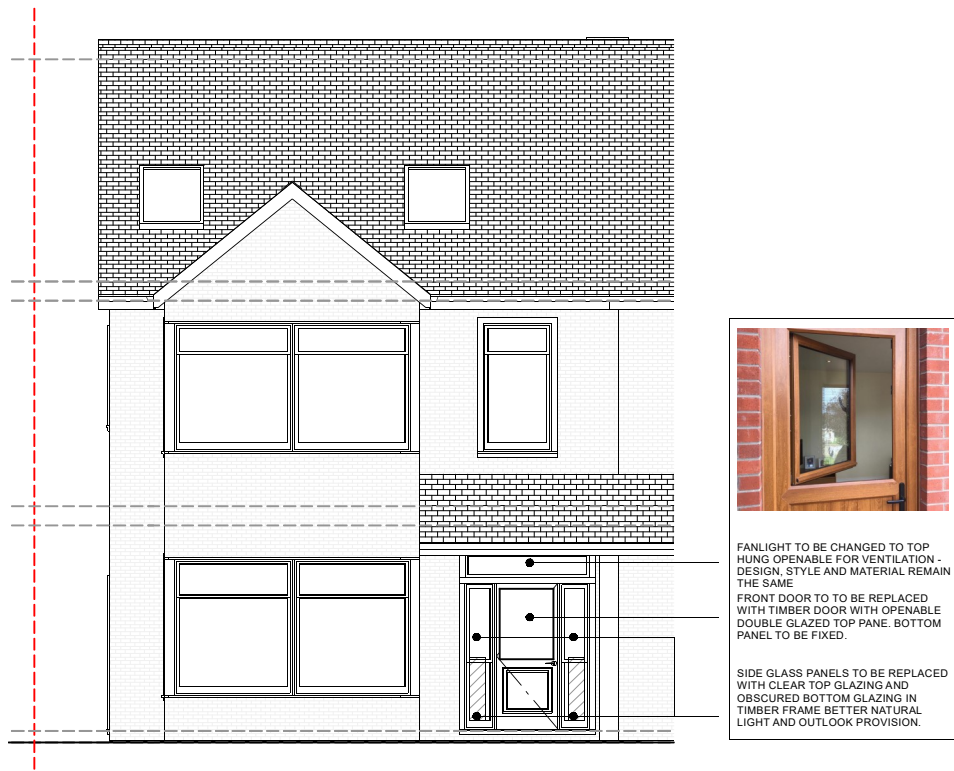 FANLIGHT TO BE CHANGED TO TOP
HUNG OPENABLE FOR VENTILATION -
DESIGN, STYLE AND MATERIAL REMAIN
THE SAME
FRONT DOOR TO TO BE REPLACED
WITH TIMBER DOOR WITH OPENABLE
DOUBLE GLAZED TOP PANE. BOTTOM
PANEL TO BE FIXED.
SIDE GLASS PANELS TO BE REPLACED
WITH CLEAR TOP GLAZING AND
OBSCURED BOTTOM GLAZING IN
TIMBER FRAME BETTER NATURAL
LIGHT AND OUTLOOK PROVISION.